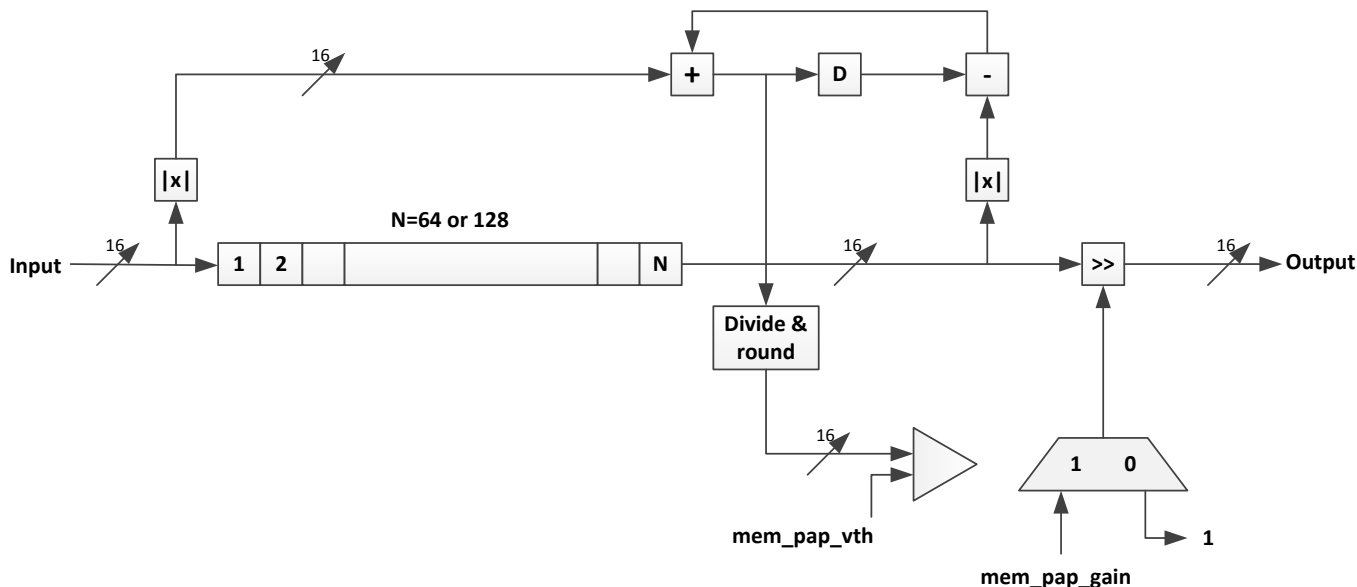 16
+
D
-
|x|
|x|
N=64 or 128
Input
16
1
2
N
16
>>
16
Output
Divide &
round
16
1
0
mem_pap_vth
1
mem_pap_gain